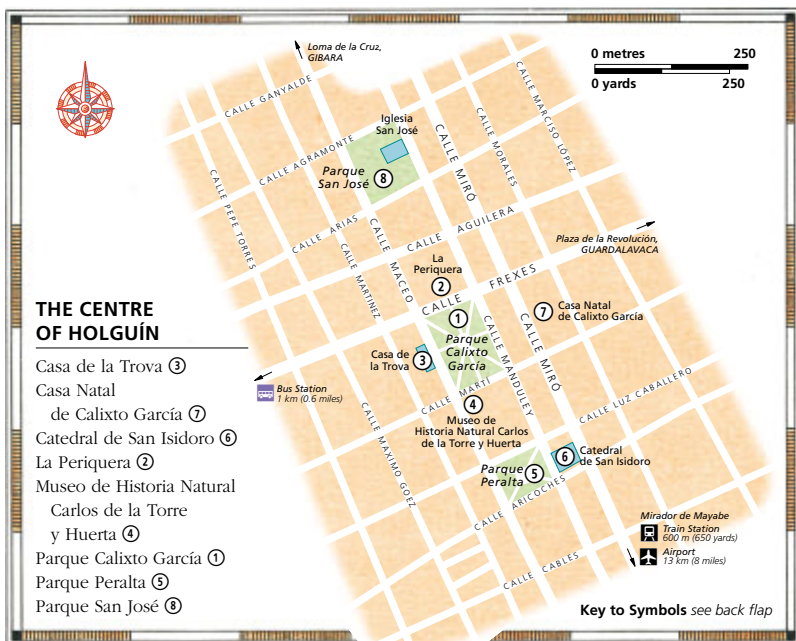 Loma de la Cruz,
GIBARA
0 metres 250
0 yards 250
CALLE GANYALDE
Iglesia
San José
CALLE AGRAMONTE
CALLE MIRÓ
CALLE MORALES
CALLE MARCISO LÓPEZ
Parque
San José 8
CALLE PEPE TORRES
CALLE ARIAS
CALLE MACEO
CALLE AGUILERA
CALLE MARTÍNEZ
Plaza de la Revolución,
GUARDALAVACA
La
Periquera
2
CALLE FREXES
1
Parque
Calixto
García
7 Casa Natal
de Calixto García
CALLE MANDULEY
CALLE MIRÓ
Casa de
la Trova 3
CALLE MARTÍ
Bus Station
1 km (0.6 miles)
4
Museo de
Historia Natural Carlos
de la Torre y Huerta
CALLE LUZ CABALLERO
CALLE MAXIMO GOEZ
6 Catedral
de San Isidoro
Parque
Peralta 5
CALLE ARICOCHES
CALLE CABLES
Mirador de Mayabe
Train Station
600 m (650 yards)
Airport
13 km (8 miles)
THE CENTRE
OF HOLGUÍN
Casa de la Trova 3
Casa Natal
de Calixto García 7
Catedral de San Isidoro 6
La Periquera 2
Museo de Historia Natural
Carlos de la Torre
y Huerta 4
Parque Calixto García 1
Parque Peralta 5
Parque San José 8
Key to Symbols see back flap